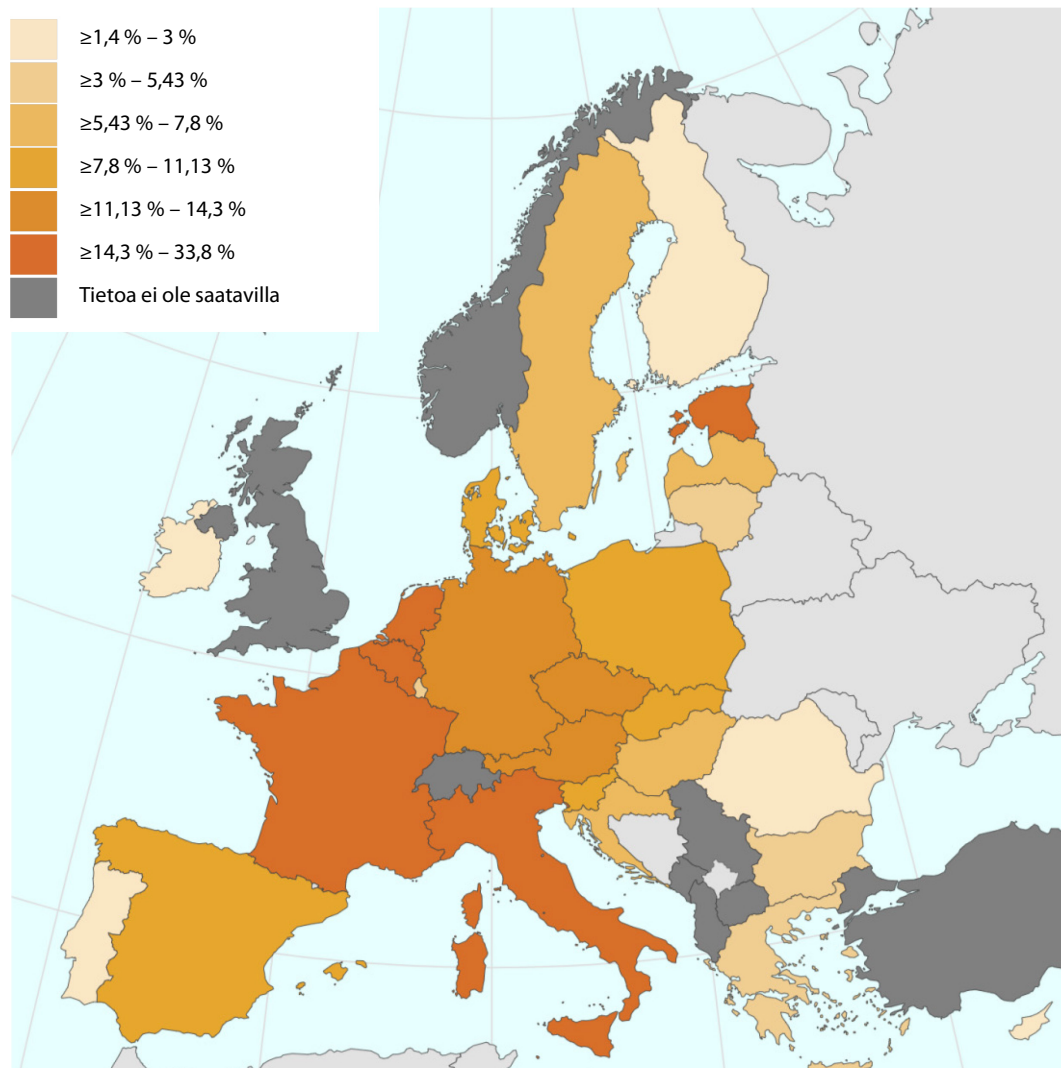 ≥1,4 % – 3 %
≥3 % – 5,43 %
≥5,43 % – 7,8 %
≥7,8 % – 11,13 %
≥11,13 % – 14,3 %
≥14,3 % – 33,8 %
Tietoa ei ole saatavilla